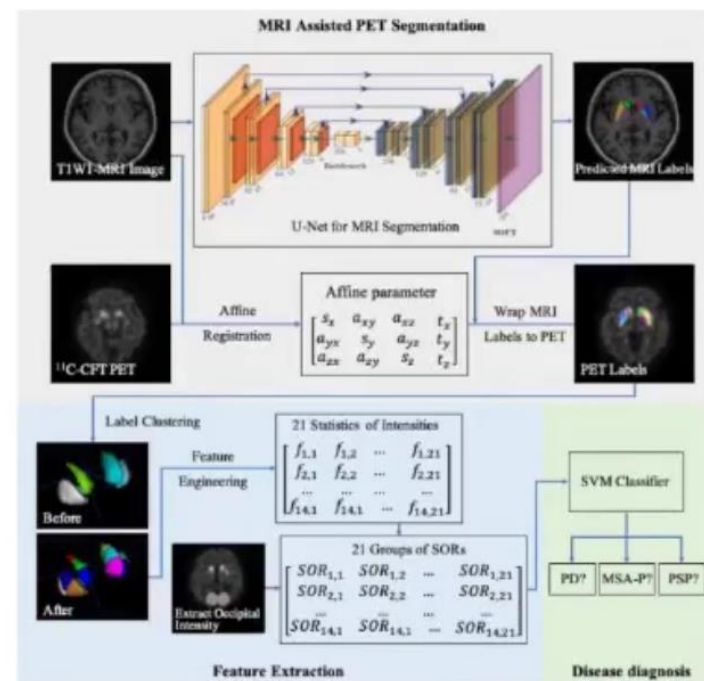 MRI Assisted PET Segmentation
T1WI-MRI Image
Bottleneck
SOFT
U-Net for MRI Segmentation
Predicted MRI Labels
¹¹C-CFT PET
Affine
Registration
Affine parameter
s_x a_xy a_xz t_x
a_yx s_y a_yz t_y
a_zx a_zy s_z t_z
Wrap MRI
Labels to PET
PET Labels
Label Clustering
Before
After
Feature
Engineering
21 Statistics of Intensities
f_1,1 f_1,2 ... f_1,21
f_2,1 f_2,2 ... f_2,21
... ... ... ...
f_14,1 f_14,1 ... f_14,21
Extract Occipital
Intensity
21 Groups of SORs
SOR_1,1 SOR_1,2 ... SOR_1,21
SOR_2,1 SOR_2,2 ... SOR_2,21
... ... ... ...
SOR_14,1 SOR_14,1 ... SOR_14,21
Feature Extraction
SVM Classifier
PD?
MSA-P?
PSP?
Disease diagnosis